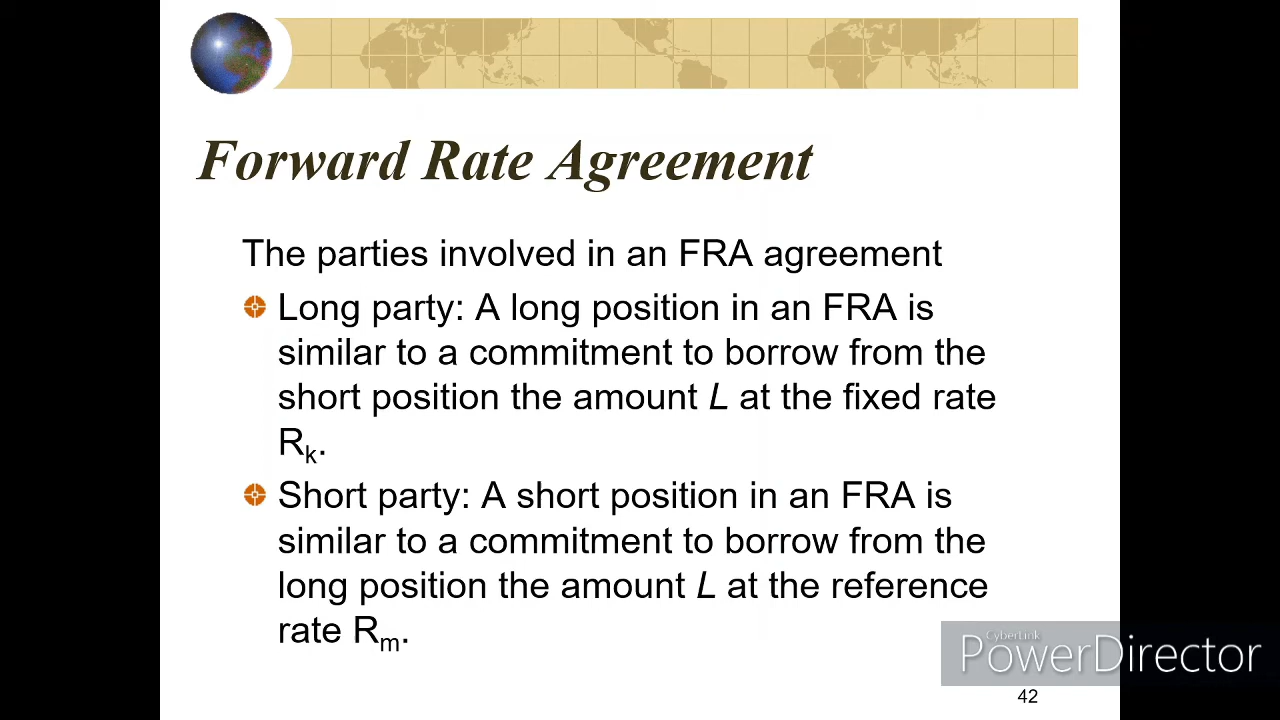 Forward Rate Agreement
The parties involved in an FRA agreement
Long party: A long position in an FRA is
similar to a commitment to borrow from the
short position the amount L at the fixed rate
Rk.
Short party: A short position in an FRA is
similar to a commitment to borrow from the
long position the amount L at the reference
rate Rm.
CyberLink
PowerDirector
42